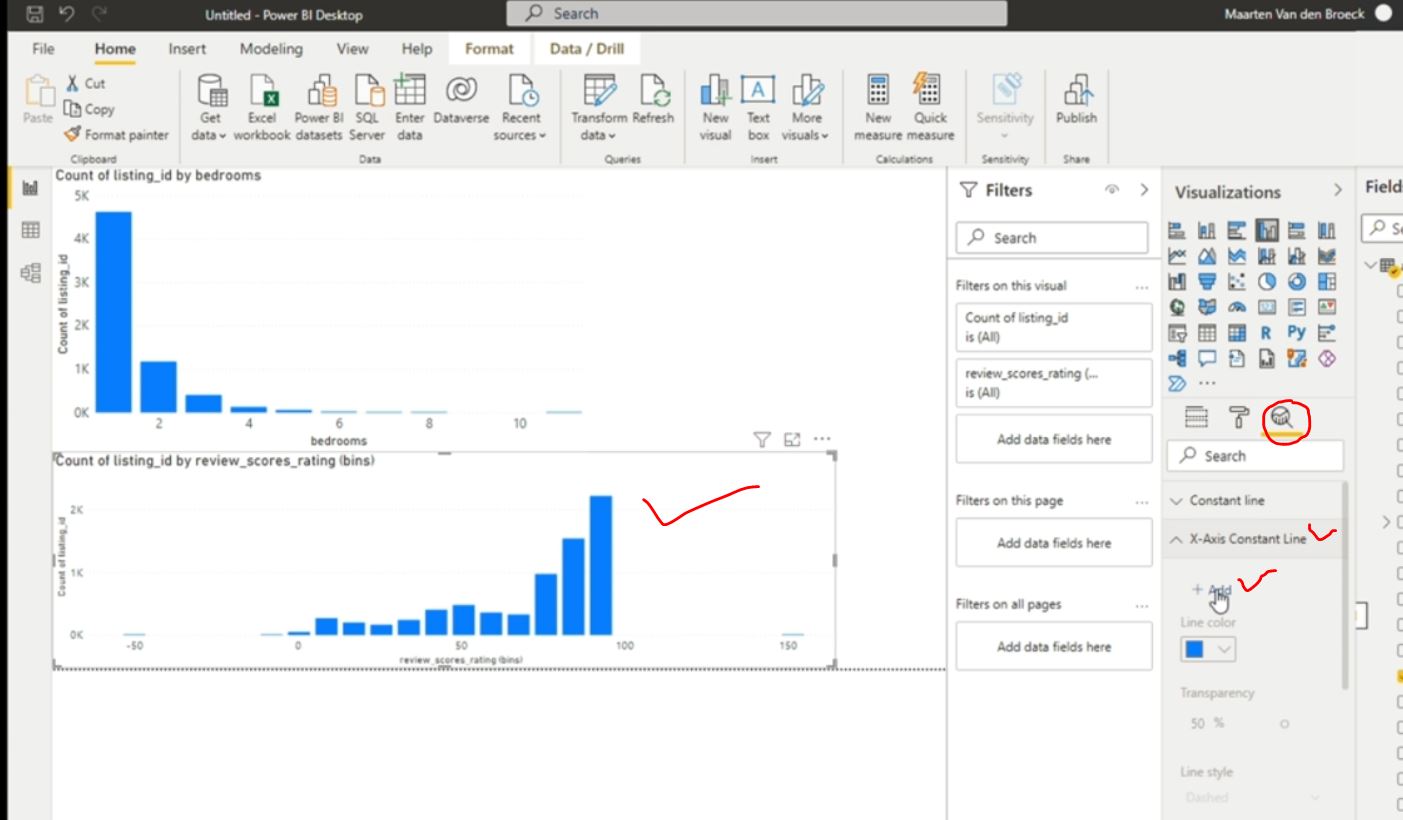 Untitled - Power BI Desktop
Search
Maarten Van den Broeck
File Home Insert Modeling View Help Format Data / Drill
Paste
Cut
Copy
Format painter
Clipboard
Get data
Excel workbook
Power BI datasets
SQL Server
Enter data
Dataverse
Recent sources
Data
Transform data
Refresh
Queries
New visual
Text box
More visuals
Insert
New measure
Quick measure
Calculations
Sensitivity
Sensitivity
Publish
Share
Count of listing_id by bedrooms
Count of listing_id
5K
4K
3K
2K
1K
0K
2 4 6 8 10
bedrooms
Count of listing_id by review_scores_rating (bins)
Count of listing_id
2K
1K
0K
-50 0 50 100 150
review_scores_rating (bins)
Filters
Search
Filters on this visual
Count of listing_id
is (All)
review_scores_rating (...
is (All)
Add data fields here
Filters on this page
Add data fields here
Filters on all pages
Add data fields here
Visualizations
R Py
Search
Constant line
X-Axis Constant Line
+ Add
Line color
Transparency
50 %
Line style
Dashed
Field
Se